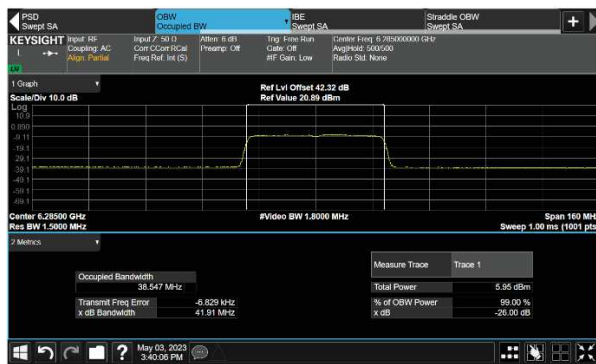 PSD
Swept SA
OBW
Occupied BW
IBE
Swept SA
Straddle OBW
Swept SA
KEYSIGHT
L
Input: RF
Coupling: AC
Align: Partial
Input Z: 50 Ω
Corr CCorr RCal
Freq Ref: Int (S)
Atten: 6 dB
Preamp: Off
Trig: Free Run
Gate: Off
#IF Gain: Low
Center Freq: 6.285000000 GHz
Avg|Hold: 500/500
Radio Std: None
1 Graph
Scale/Div 10.0 dB
Ref Lvl Offset 42.32 dB
Ref Value 20.89 dBm
Log
10.9
0.890
-9.11
-19.1
-29.1
-39.1
-49.1
-59.1
-69.1
Center 6.28500 GHz
Res BW 1.5000 MHz
#Video BW 1.8000 MHz
Span 160 MH
Sweep 1.00 ms (1001 pts
2 Metrics
Occupied Bandwidth
38.547 MHz
Transmit Freq Error -6.829 kHz
x dB Bandwidth 41.91 MHz
Measure Trace Trace 1
Total Power 5.95 dBm
% of OBW Power 99.00 %
x dB -26.00 dB
May 03, 2023
3:40:06 PM